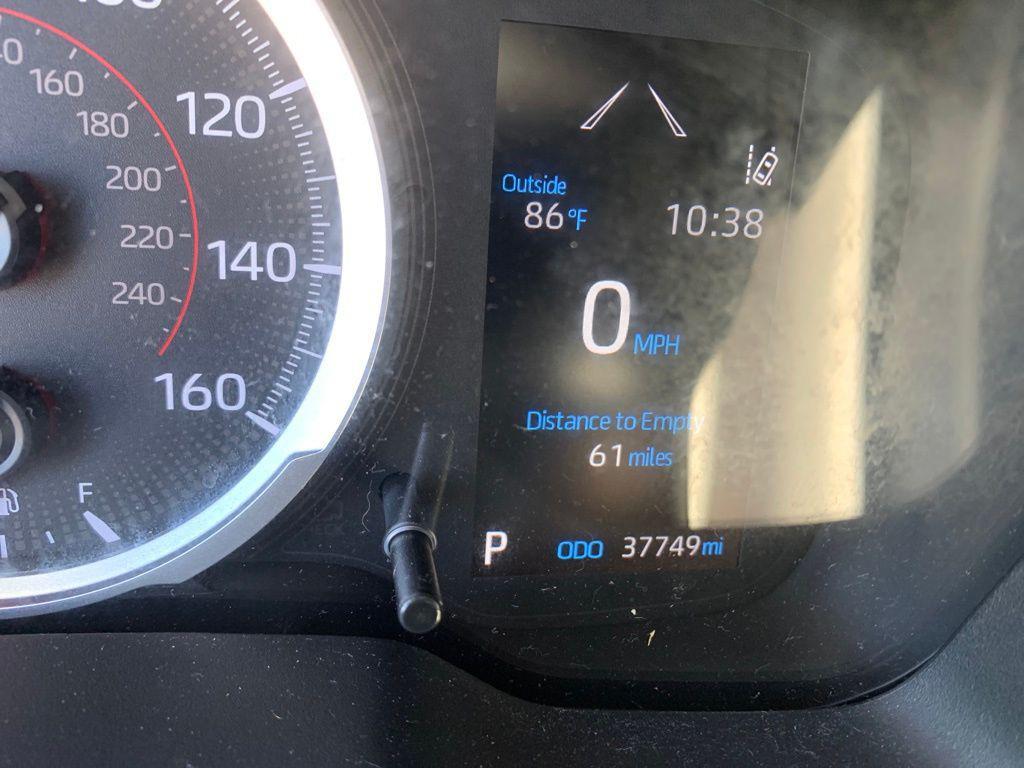 120
140
160
160
180
200
220
240
F
Outside
86 °F
10:38
0 MPH
Distance to Empty
61 miles
P ODO 37749 mi